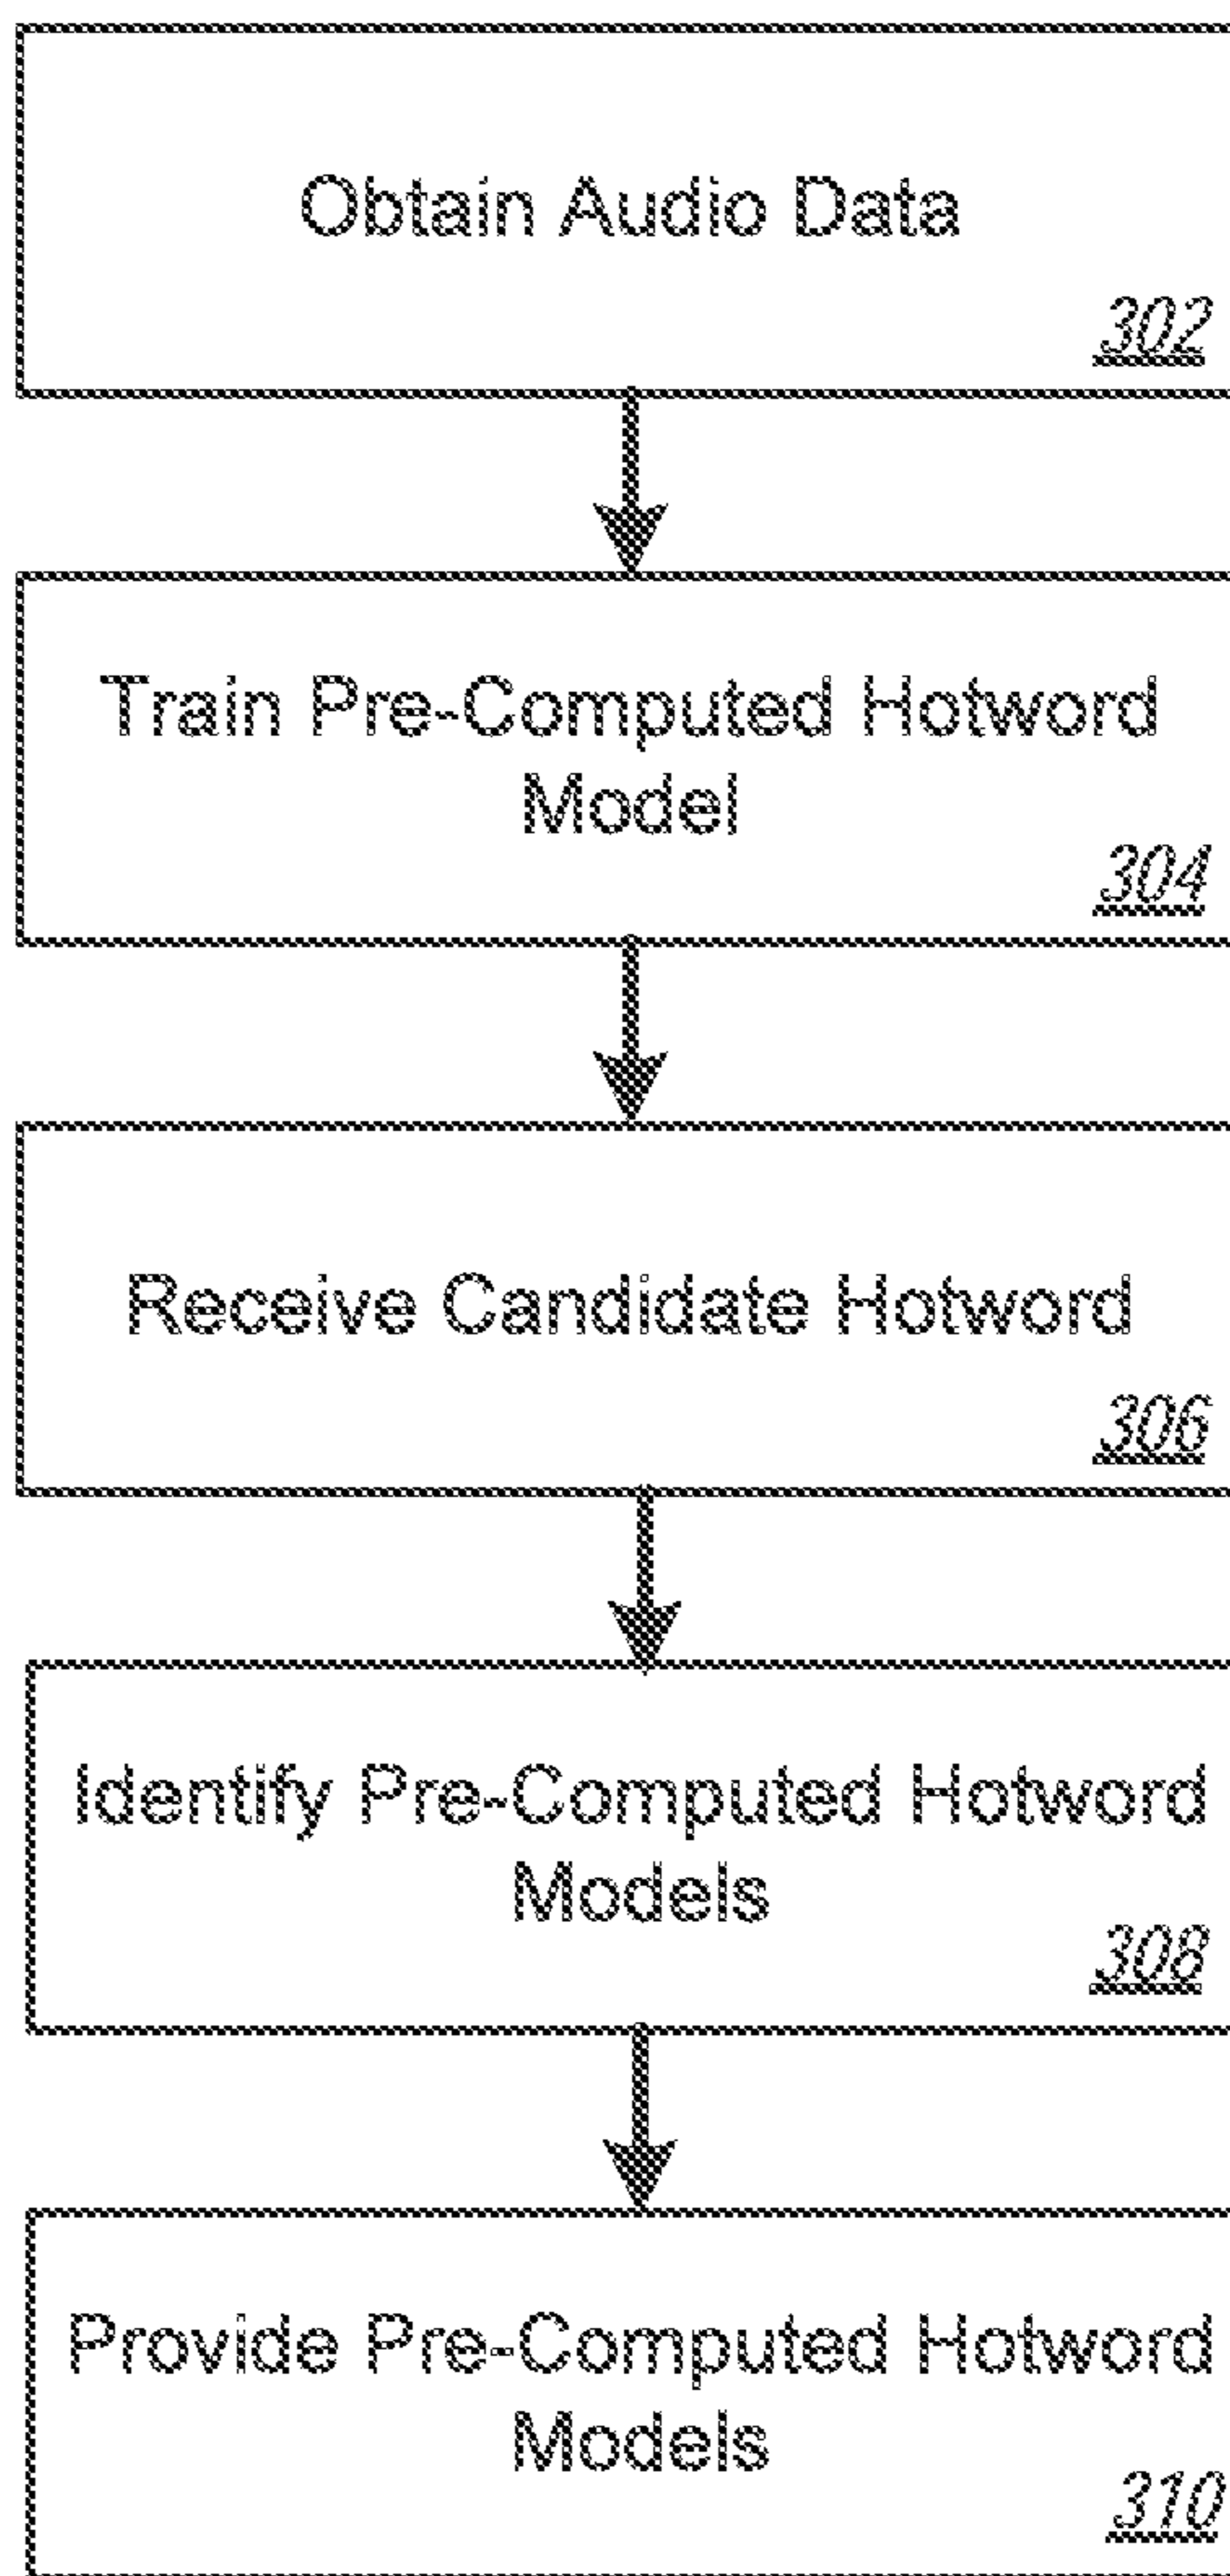 Obtain Audio Data
302
Train Pre-Computed Hotword
Model
304
Receive Candidate Hotword
306
Identify Pre-Computed Hotword
Models
308
Provide Pre-Computed Hotword
Models
310